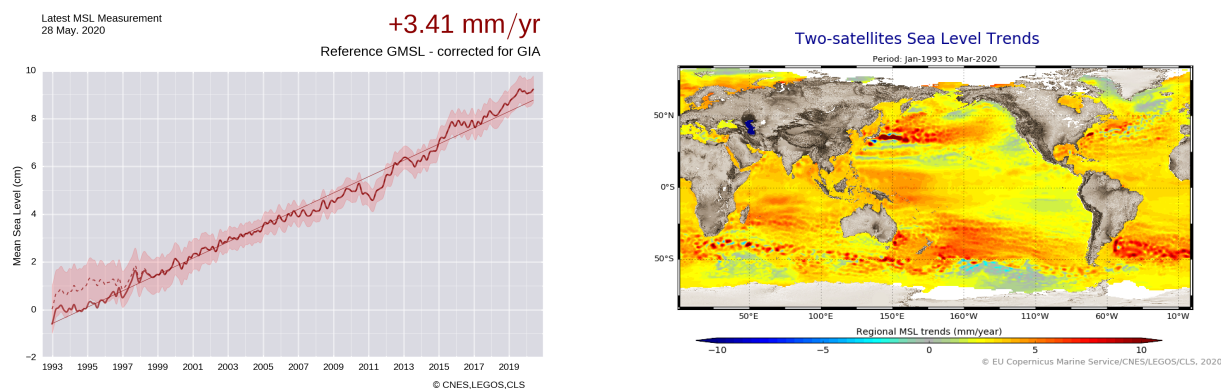 Latest MSL Measurement
28 May. 2020
+3.41 mm/yr
Reference GMSL - corrected for GIA
Mean Sea Level (cm)
10
8
6
4
2
0
−2
1993 1995 1997 1999 2001 2003 2005 2007 2009 2011 2013 2015 2017 2019
© CNES,LEGOS,CLS
Two-satellites Sea Level Trends
Period: Jan-1993 to Mar-2020
50°N
0°S
50°S
50°E 100°E 150°E 160°W 110°W 60°W 10°W
Regional MSL trends (mm/year)
−10 −5 0 5 10
© EU Copernicus Marine Service/CNES/LEGOS/CLS, 2020